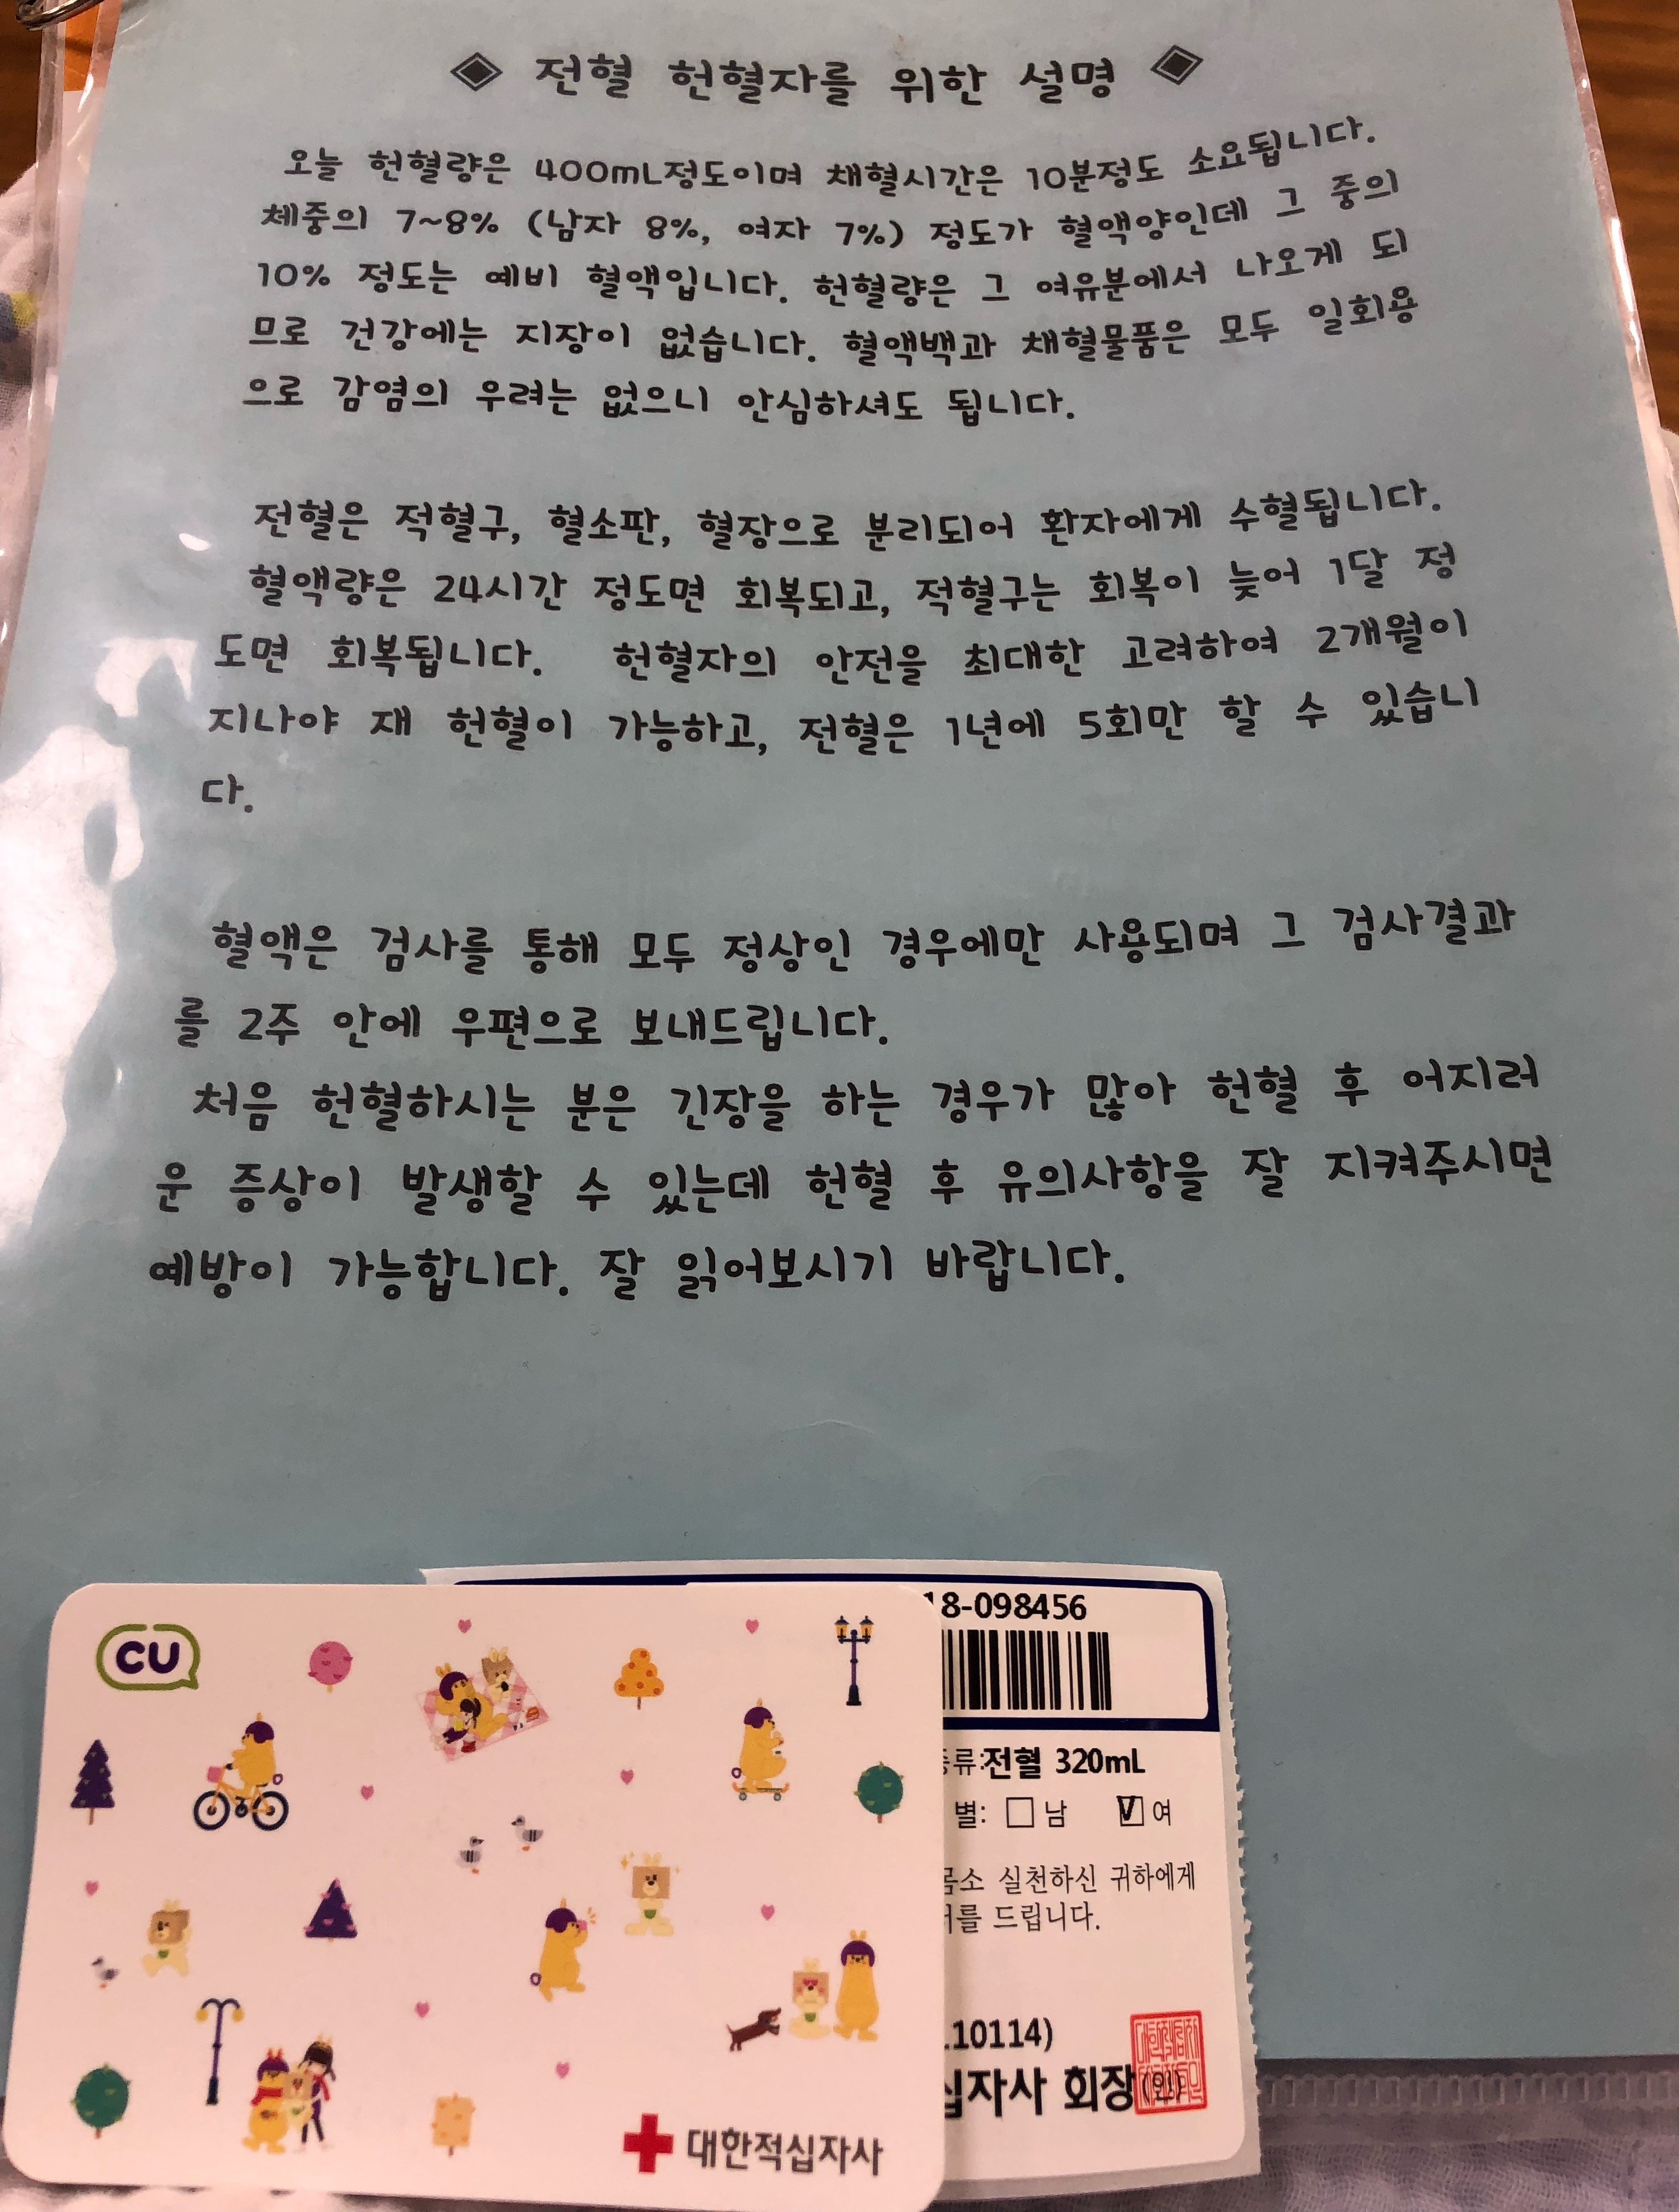 ◈ 전혈 헌혈자를 위한 설명 ◈
오늘 헌혈량은 400mL정도이며 채혈시간은 10분정도 소요됩니다.
체중의 7~8% (남자 8%, 여자 7%) 정도가 혈액양인데 그 중의
10% 정도는 예비 혈액입니다. 헌혈량은 그 여유분에서 나오게 되
므로 건강에는 지장이 없습니다. 혈액백과 채혈물품은 모두 일회용
으로 감염의 우려는 없으니 안심하셔도 됩니다.
전혈은 적혈구, 혈소판, 혈장으로 분리되어 환자에게 수혈됩니다.
혈액량은 24시간 정도면 회복되고, 적혈구는 회복이 늦어 1달 정
도면 회복됩니다. 헌혈자의 안전을 최대한 고려하여 2개월이
지나야 재 헌혈이 가능하고, 전혈은 1년에 5회만 할 수 있습니
다.
혈액은 검사를 통해 모두 정상인 경우에만 사용되며 그 검사결과
를 2주 안에 우편으로 보내드립니다.
처음 헌혈하시는 분은 긴장을 하는 경우가 많아 헌혈 후 어지러
운 증상이 발생할 수 있는데 헌혈 후 유의사항을 잘 지켜주시면
예방이 가능합니다. 잘 읽어보시기 바랍니다.
CU
대한적십자사
18-098456
류:전혈 320mL
별: □ 남 ☑ 여
소 실천하신 귀하에게
를 드립니다.
10114)
십자사 회장(인)